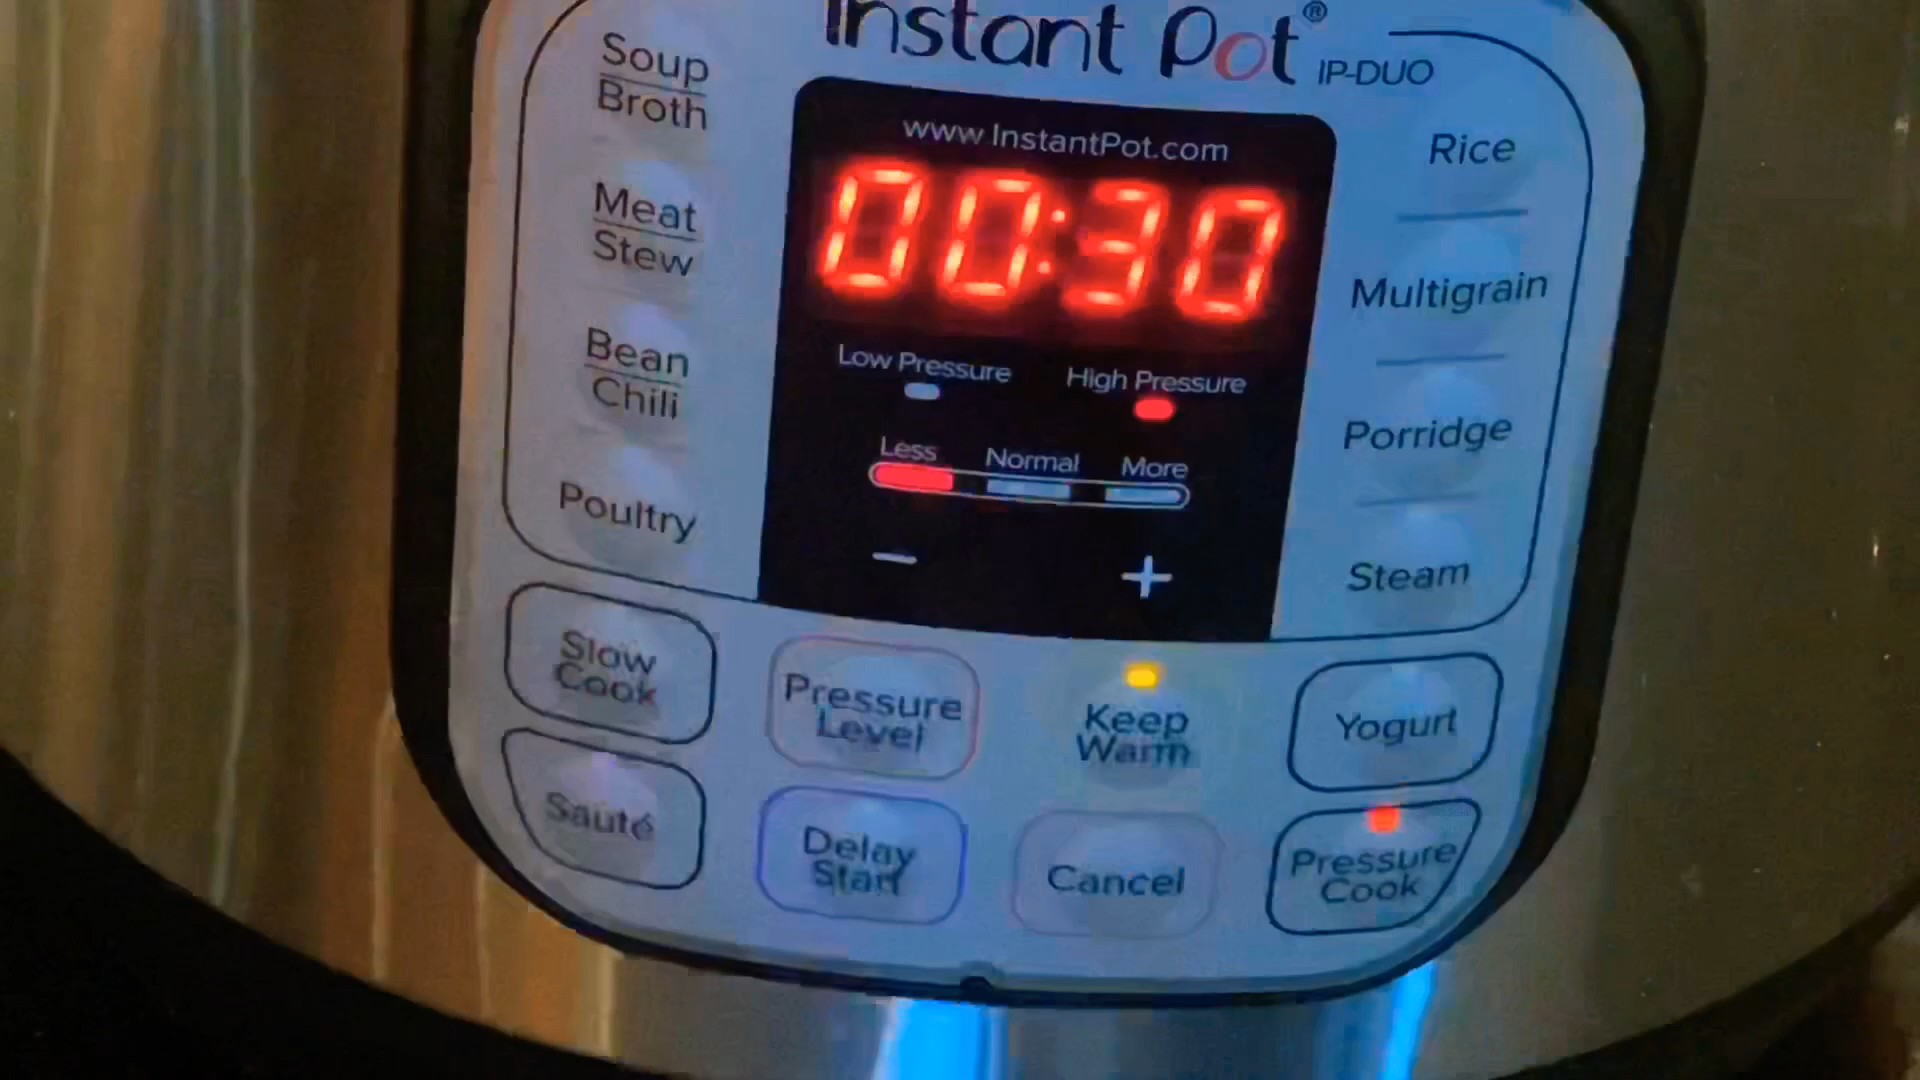 Instant Pot® IP-DUO
www.InstantPot.com
00:30
Low Pressure
High Pressure
Less
Normal
More
− +
Soup
Broth
Meat
Stew
Bean
Chili
Poultry
Rice
Multigrain
Porridge
Steam
Slow
Cook
Pressure
Level
Keep
Warm
Yogurt
Sauté
Delay
Start
Cancel
Pressure
Cook